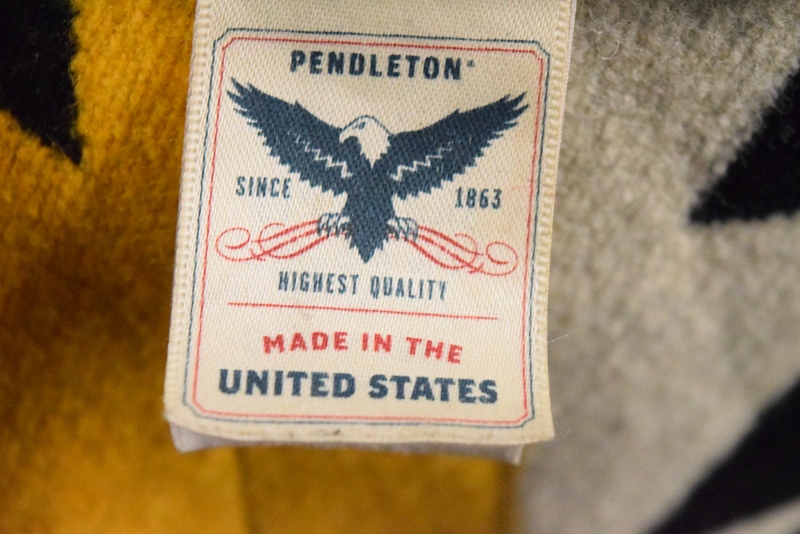 PENDLETON®
SINCE 1863
HIGHEST QUALITY
MADE IN THE
UNITED STATES